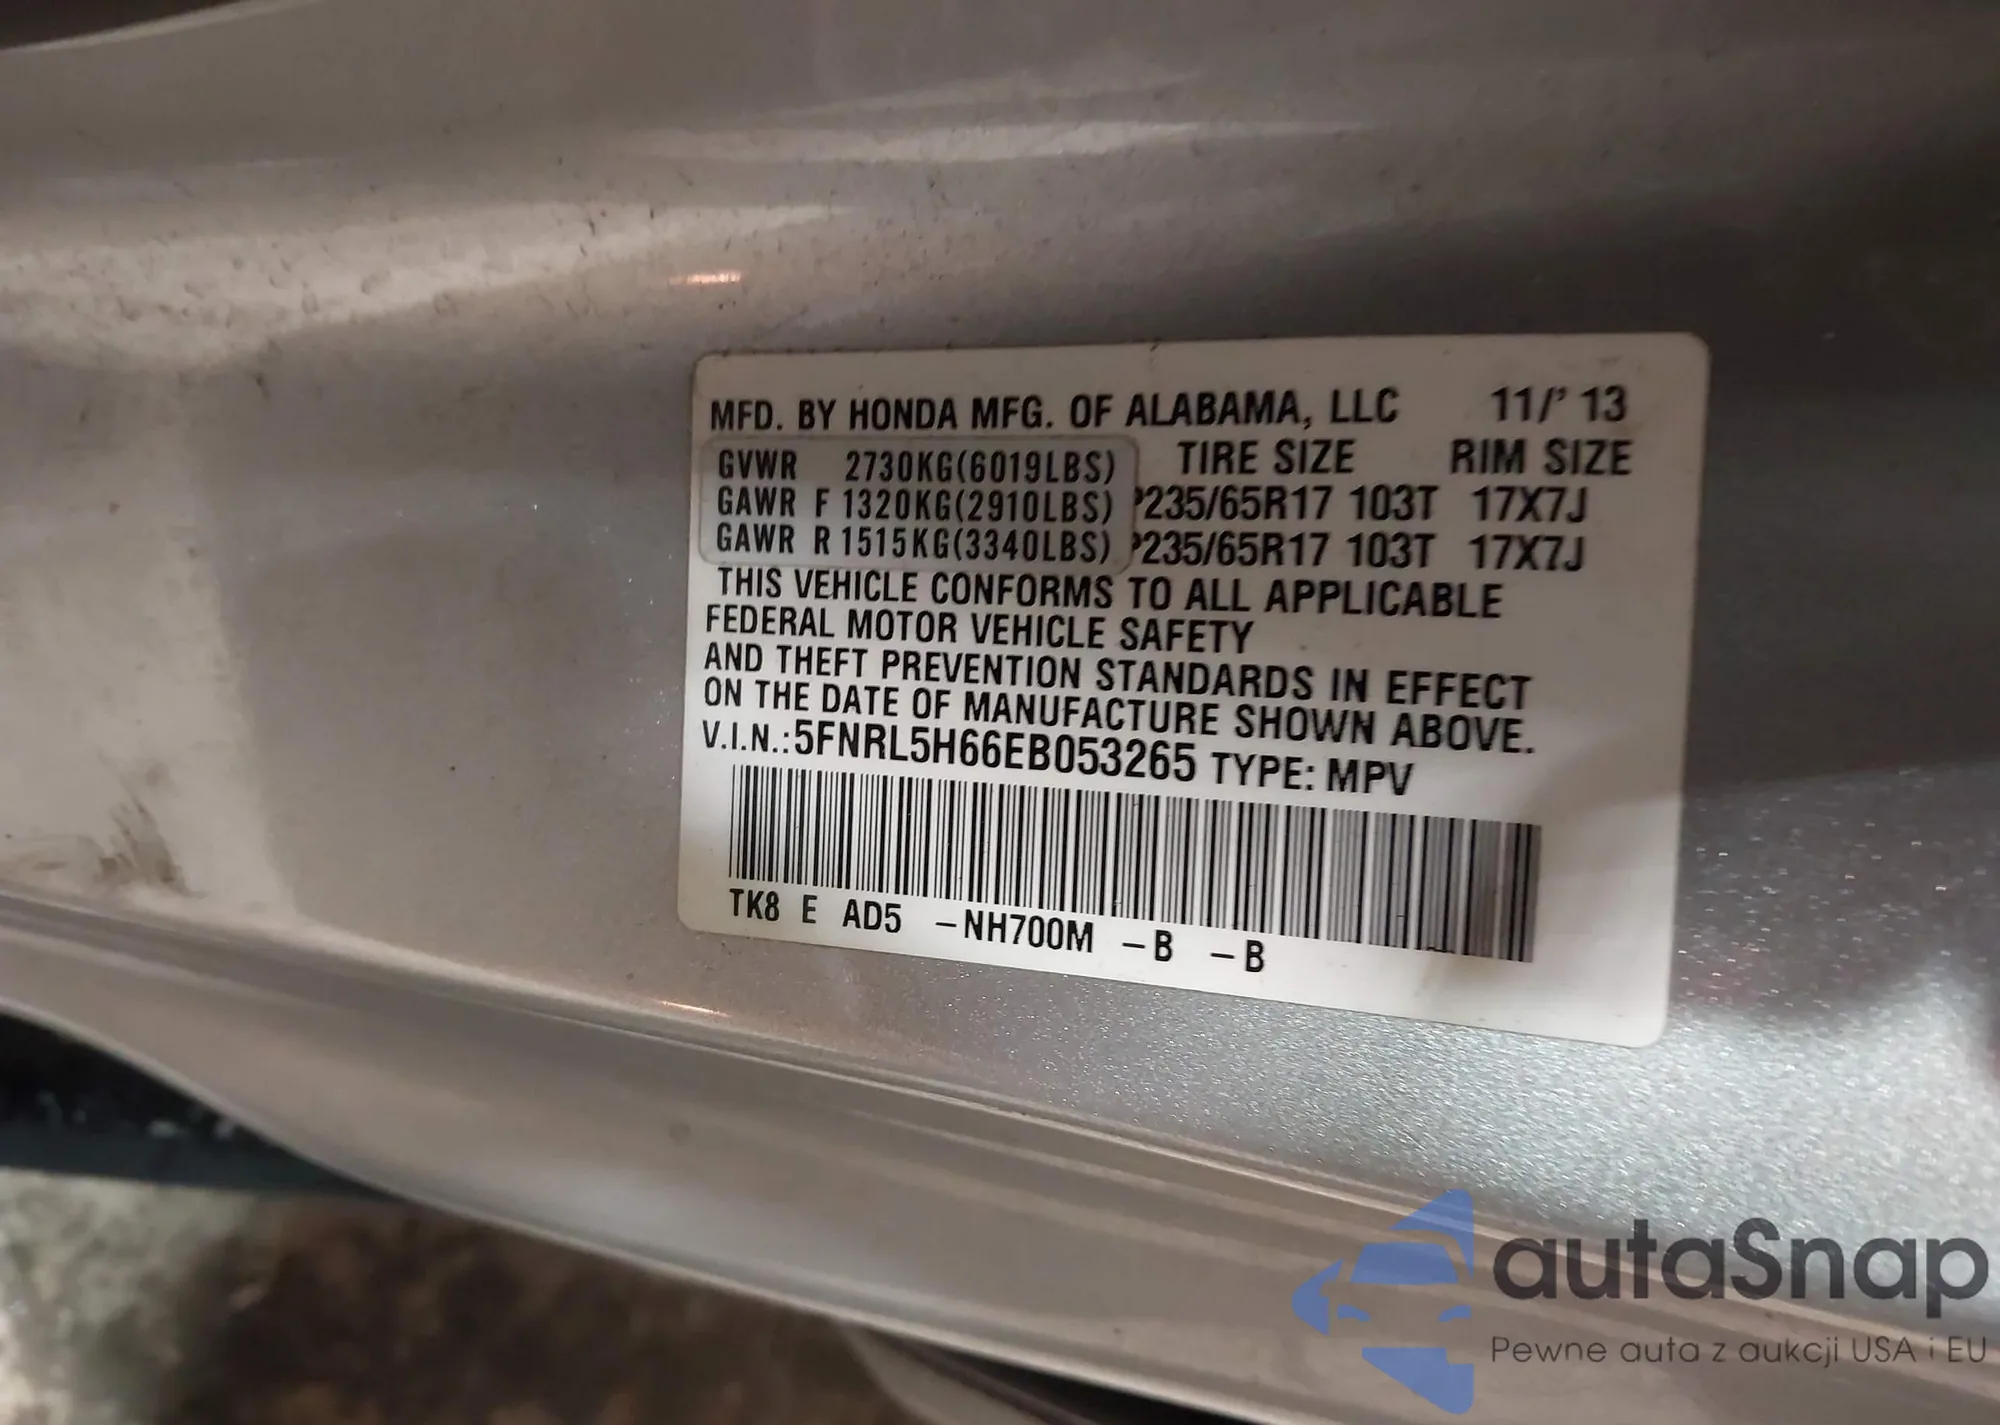 MFD. BY HONDA MFG. OF ALABAMA, LLC 11/' 13
GVWR 2730KG(6019LBS) TIRE SIZE RIM SIZE
GAWR F 1320KG(2910LBS) P235/65R17 103T 17X7J
GAWR R 1515KG(3340LBS) P235/65R17 103T 17X7J
THIS VEHICLE CONFORMS TO ALL APPLICABLE
FEDERAL MOTOR VEHICLE SAFETY
AND THEFT PREVENTION STANDARDS IN EFFECT
ON THE DATE OF MANUFACTURE SHOWN ABOVE.
V.I.N.:5FNRL5H66EB053265 TYPE: MPV
TK8 E AD5 –NH700M –B –B
autaSnap
Pewne auta z aukcji USA i EU